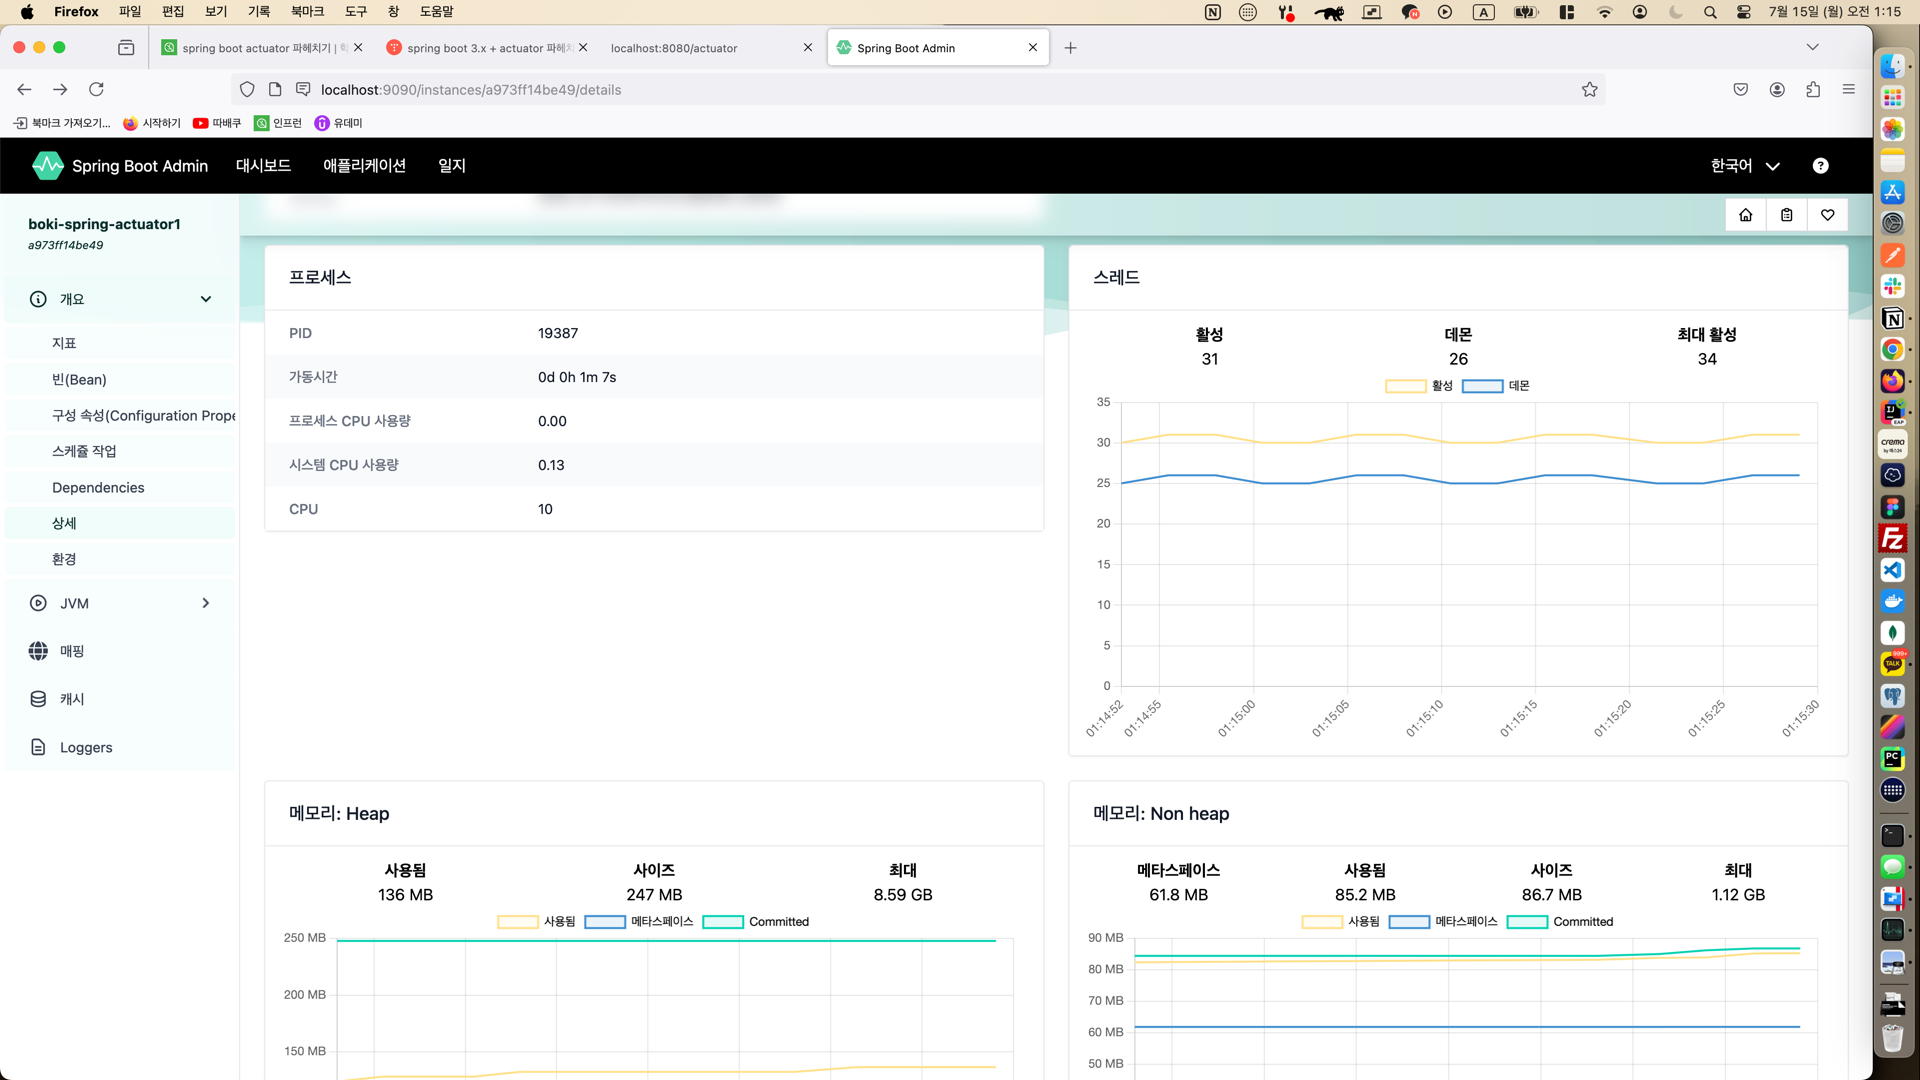 Firefox 파일 편집 보기 기록 북마크 도구 창 도움말
7월 15일 (월) 오전 1:15
spring boot actuator 파헤치기 |
spring boot 3.x + actuator 파헤치
localhost:8080/actuator
Spring Boot Admin
localhost:9090/instances/a973ff14be49/details
북마크 가져오기... 시작하기 따배쿠 인프런 유데미
Spring Boot Admin 대시보드 애플리케이션 일지 한국어
boki-spring-actuator1
a973ff14be49
개요
지표
빈(Bean)
구성 속성(Configuration Prope
스케쥴 작업
Dependencies
상세
환경
JVM
매핑
캐시
Loggers
프로세스
PID 19387
가동시간 0d 0h 1m 7s
프로세스 CPU 사용량 0.00
시스템 CPU 사용량 0.13
CPU 10
스레드
활성 데몬 최대 활성
31 26 34
활성 데몬
35
30
25
20
15
10
5
0
01:14:52 01:14:55 01:15:00 01:15:05 01:15:10 01:15:15 01:15:20 01:15:25 01:15:30
메모리: Heap
사용됨 사이즈 최대
136 MB 247 MB 8.59 GB
사용됨 메타스페이스 Committed
250 MB
200 MB
150 MB
메모리: Non heap
메타스페이스 사용됨 사이즈 최대
61.8 MB 85.2 MB 86.7 MB 1.12 GB
사용됨 메타스페이스 Committed
90 MB
80 MB
70 MB
60 MB
50 MB